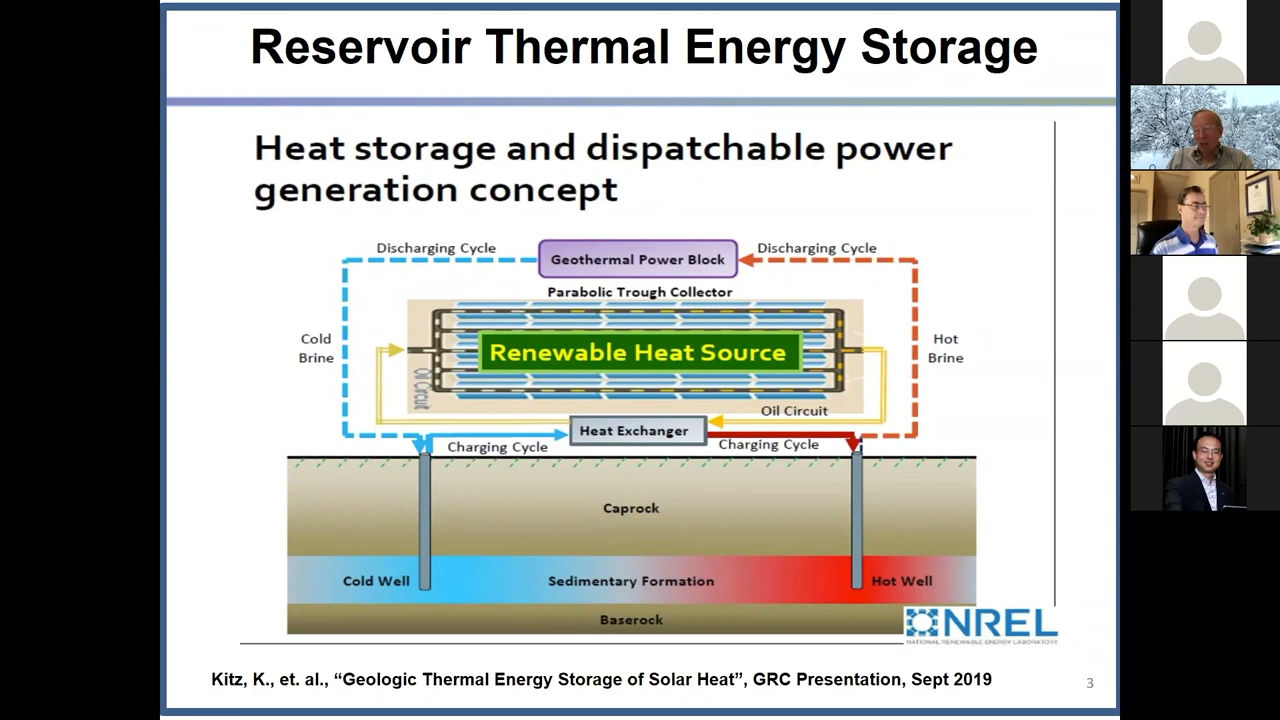 Reservoir Thermal Energy Storage
Heat storage and dispatchable power
generation concept
Discharging Cycle
Geothermal Power Block
Discharging Cycle
Parabolic Trough Collector
Cold
Brine
Renewable Heat Source
Hot
Brine
Oil Circuit
Oil Circuit
Heat Exchanger
Charging Cycle
Charging Cycle
Caprock
Cold Well
Sedimentary Formation
Hot Well
Baserock
NREL
NATIONAL RENEWABLE ENERGY LABORATORY
Kitz, K., et. al., “Geologic Thermal Energy Storage of Solar Heat”, GRC Presentation, Sept 2019
3